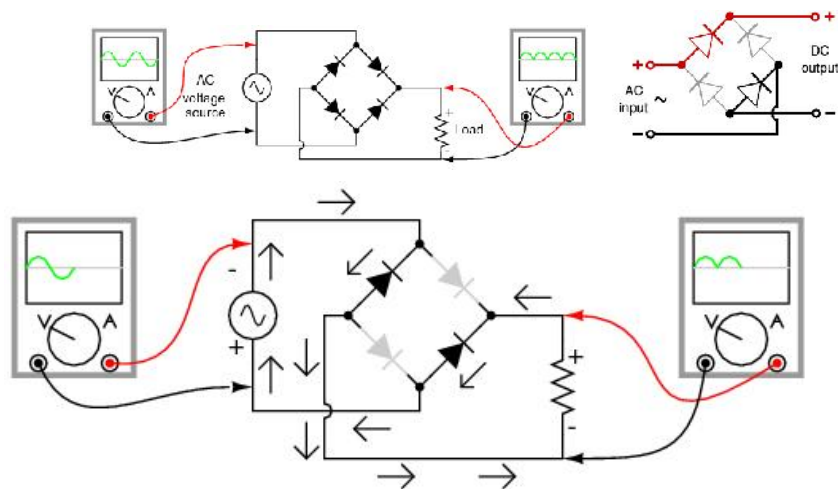 V A
AC
voltage
source
+
Load
-
V A
+
+
AC
input ~
-
+
DC
output
-
V A
-
+
+
-
V A